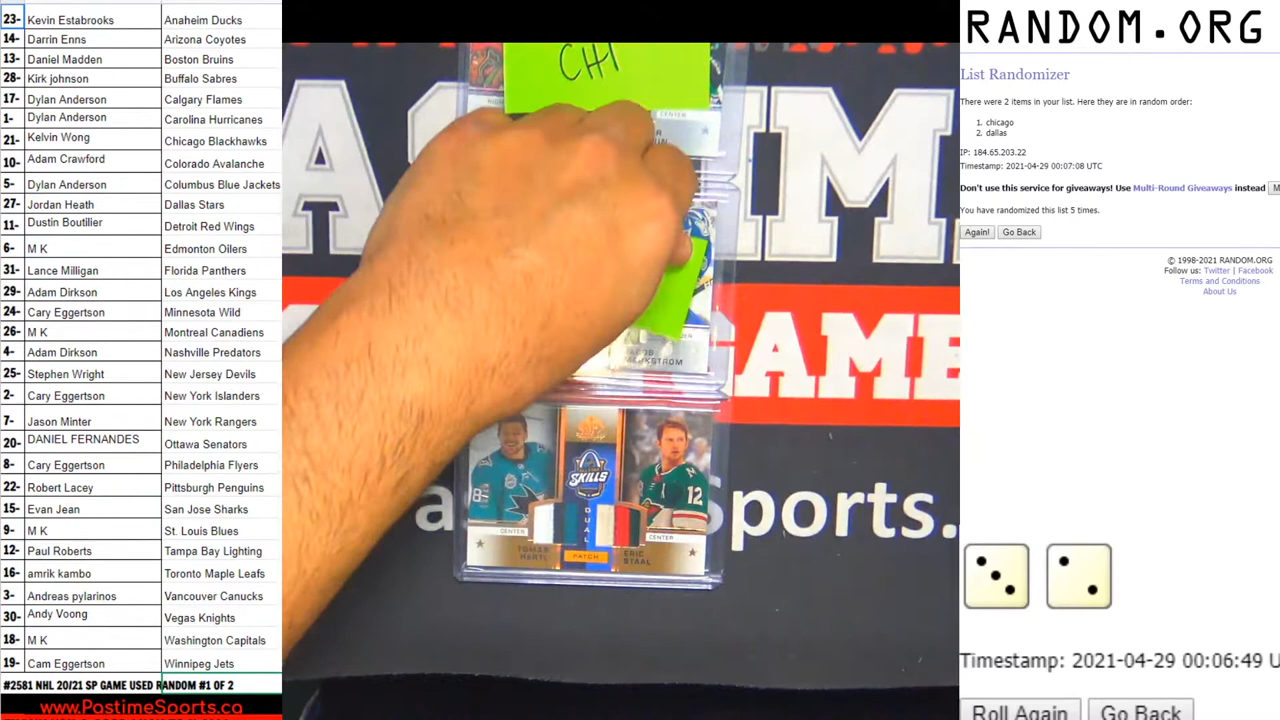 23- Kevin Estabrooks Anaheim Ducks
14- Darrin Enns Arizona Coyotes
13- Daniel Madden Boston Bruins
28- Kirk johnson Buffalo Sabres
17- Dylan Anderson Calgary Flames
1- Dylan Anderson Carolina Hurricanes
21- Kelvin Wong Chicago Blackhawks
10- Adam Crawford Colorado Avalanche
5- Dylan Anderson Columbus Blue Jackets
27- Jordan Heath Dallas Stars
11- Dustin Boutilier Detroit Red Wings
6- M K Edmonton Oilers
31- Lance Milligan Florida Panthers
29- Adam Dirkson Los Angeles Kings
24- Cary Eggertson Minnesota Wild
26- M K Montreal Canadiens
4- Adam Dirkson Nashville Predators
25- Stephen Wright New Jersey Devils
2- Cary Eggertson New York Islanders
7- Jason Minter New York Rangers
20- DANIEL FERNANDES Ottawa Senators
8- Cary Eggertson Philadelphia Flyers
22- Robert Lacey Pittsburgh Penguins
15- Evan Jean San Jose Sharks
9- M K St. Louis Blues
12- Paul Roberts Tampa Bay Lighting
16- amrik kambo Toronto Maple Leafs
3- Andreas pylarinos Vancouver Canucks
30- Andy Voong Vegas Knights
18- M K Washington Capitals
19- Cam Eggertson Winnipeg Jets
#2581 NHL 20/21 SP GAME USED RANDOM #1 OF 2
www.PastimeSports.ca
CHI
CENTER
GAME
Sports.
SKILLS
DUAL
12
CENTER
CENTER
TOMAS HERTL
PATCH
ERIC STAAL
RANDOM.ORG
List Randomizer
There were 2 items in your list. Here they are in random order:
1. chicago
2. dallas
IP: 184.65.203.22
Timestamp: 2021-04-29 00:07:08 UTC
Don't use this service for giveaways! Use Multi-Round Giveaways instead
You have randomized this list 5 times.
Again! Go Back
© 1998-2021 RANDOM.ORG
Follow us: Twitter | Facebook
Terms and Conditions
About Us
Timestamp: 2021-04-29 00:06:49 U
Roll Again Go Back